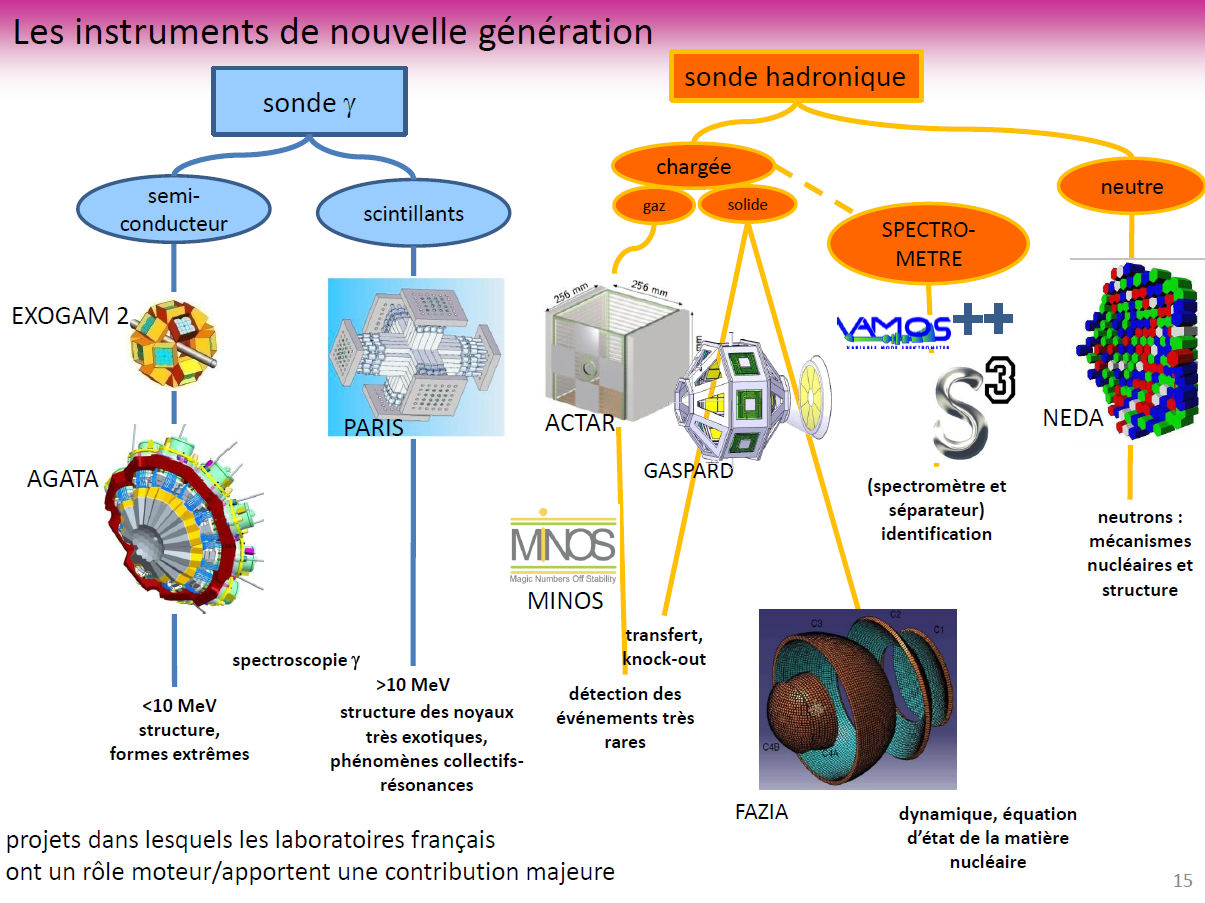 Les instruments de nouvelle génération
sonde γ
sonde hadronique
semi-
conducteur
scintillants
chargée
gaz
solide
SPECTRO-
METRE
neutre
EXOGAM 2
PARIS
AGATA
256 mm
256 mm
mm
ACTAR
GASPARD
VAMOS++
VARIABLE MODE SPEKTROMETER
S3
NEDA
(spectromètre et
séparateur)
identification
neutrons :
mécanismes
nucléaires et
structure
MINOS
Magic Numbers Off Stability
MINOS
transfert,
knock-out
détection des
événements très
rares
spectroscopie γ
<10 MeV
structure,
formes extrêmes
>10 MeV
structure des noyaux
très exotiques,
phénomènes collectifs-
résonances
C3
C2
C1
C4B
C4A
FAZIA
dynamique, équation
d’état de la matière
nucléaire
projets dans lesquels les laboratoires français
ont un rôle moteur/apportent une contribution majeure
15